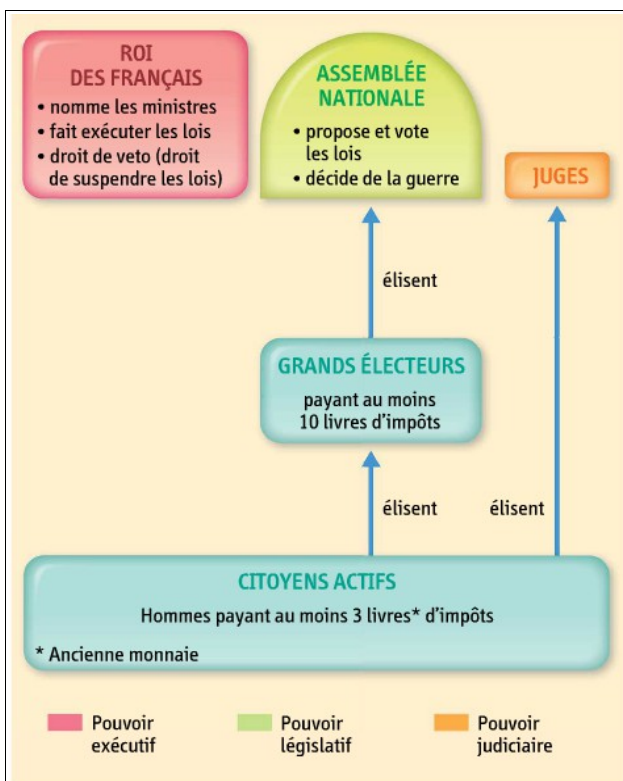 ROI
DES FRANÇAIS
• nomme les ministres
• fait exécuter les lois
• droit de veto (droit
de suspendre les lois)
ASSEMBLÉE
NATIONALE
• propose et vote
les lois
• décide de la guerre
JUGES
élisent
GRANDS ÉLECTEURS
payant au moins
10 livres d'impôts
élisent
élisent
CITOYENS ACTIFS
Hommes payant au moins 3 livres* d'impôts
* Ancienne monnaie
Pouvoir
exécutif
Pouvoir
législatif
Pouvoir
judiciaire